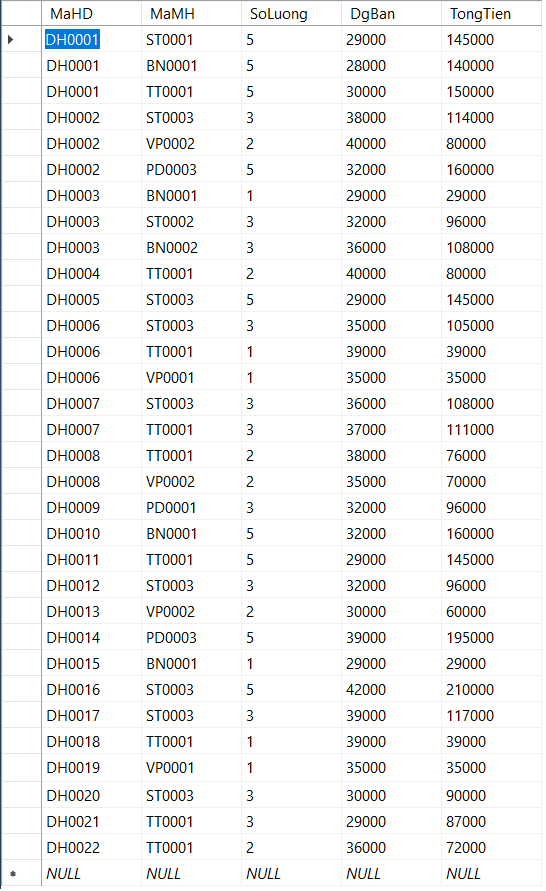 MaHD MaMH SoLuong DgBan TongTien
DH0001 ST0001 5 29000 145000
DH0001 BN0001 5 28000 140000
DH0001 TT0001 5 30000 150000
DH0002 ST0003 3 38000 114000
DH0002 VP0002 2 40000 80000
DH0002 PD0003 5 32000 160000
DH0003 BN0001 1 29000 29000
DH0003 ST0002 3 32000 96000
DH0003 BN0002 3 36000 108000
DH0004 TT0001 2 40000 80000
DH0005 ST0003 5 29000 145000
DH0006 ST0003 3 35000 105000
DH0006 TT0001 1 39000 39000
DH0006 VP0001 1 35000 35000
DH0007 ST0003 3 36000 108000
DH0007 TT0001 3 37000 111000
DH0008 TT0001 2 38000 76000
DH0008 VP0002 2 35000 70000
DH0009 PD0001 3 32000 96000
DH0010 BN0001 5 32000 160000
DH0011 TT0001 5 29000 145000
DH0012 ST0003 3 32000 96000
DH0013 VP0002 2 30000 60000
DH0014 PD0003 5 39000 195000
DH0015 BN0001 1 29000 29000
DH0016 ST0003 5 42000 210000
DH0017 ST0003 3 39000 117000
DH0018 TT0001 1 39000 39000
DH0019 VP0001 1 35000 35000
DH0020 ST0003 3 30000 90000
DH0021 TT0001 3 29000 87000
DH0022 TT0001 2 36000 72000
NULL NULL NULL NULL NULL